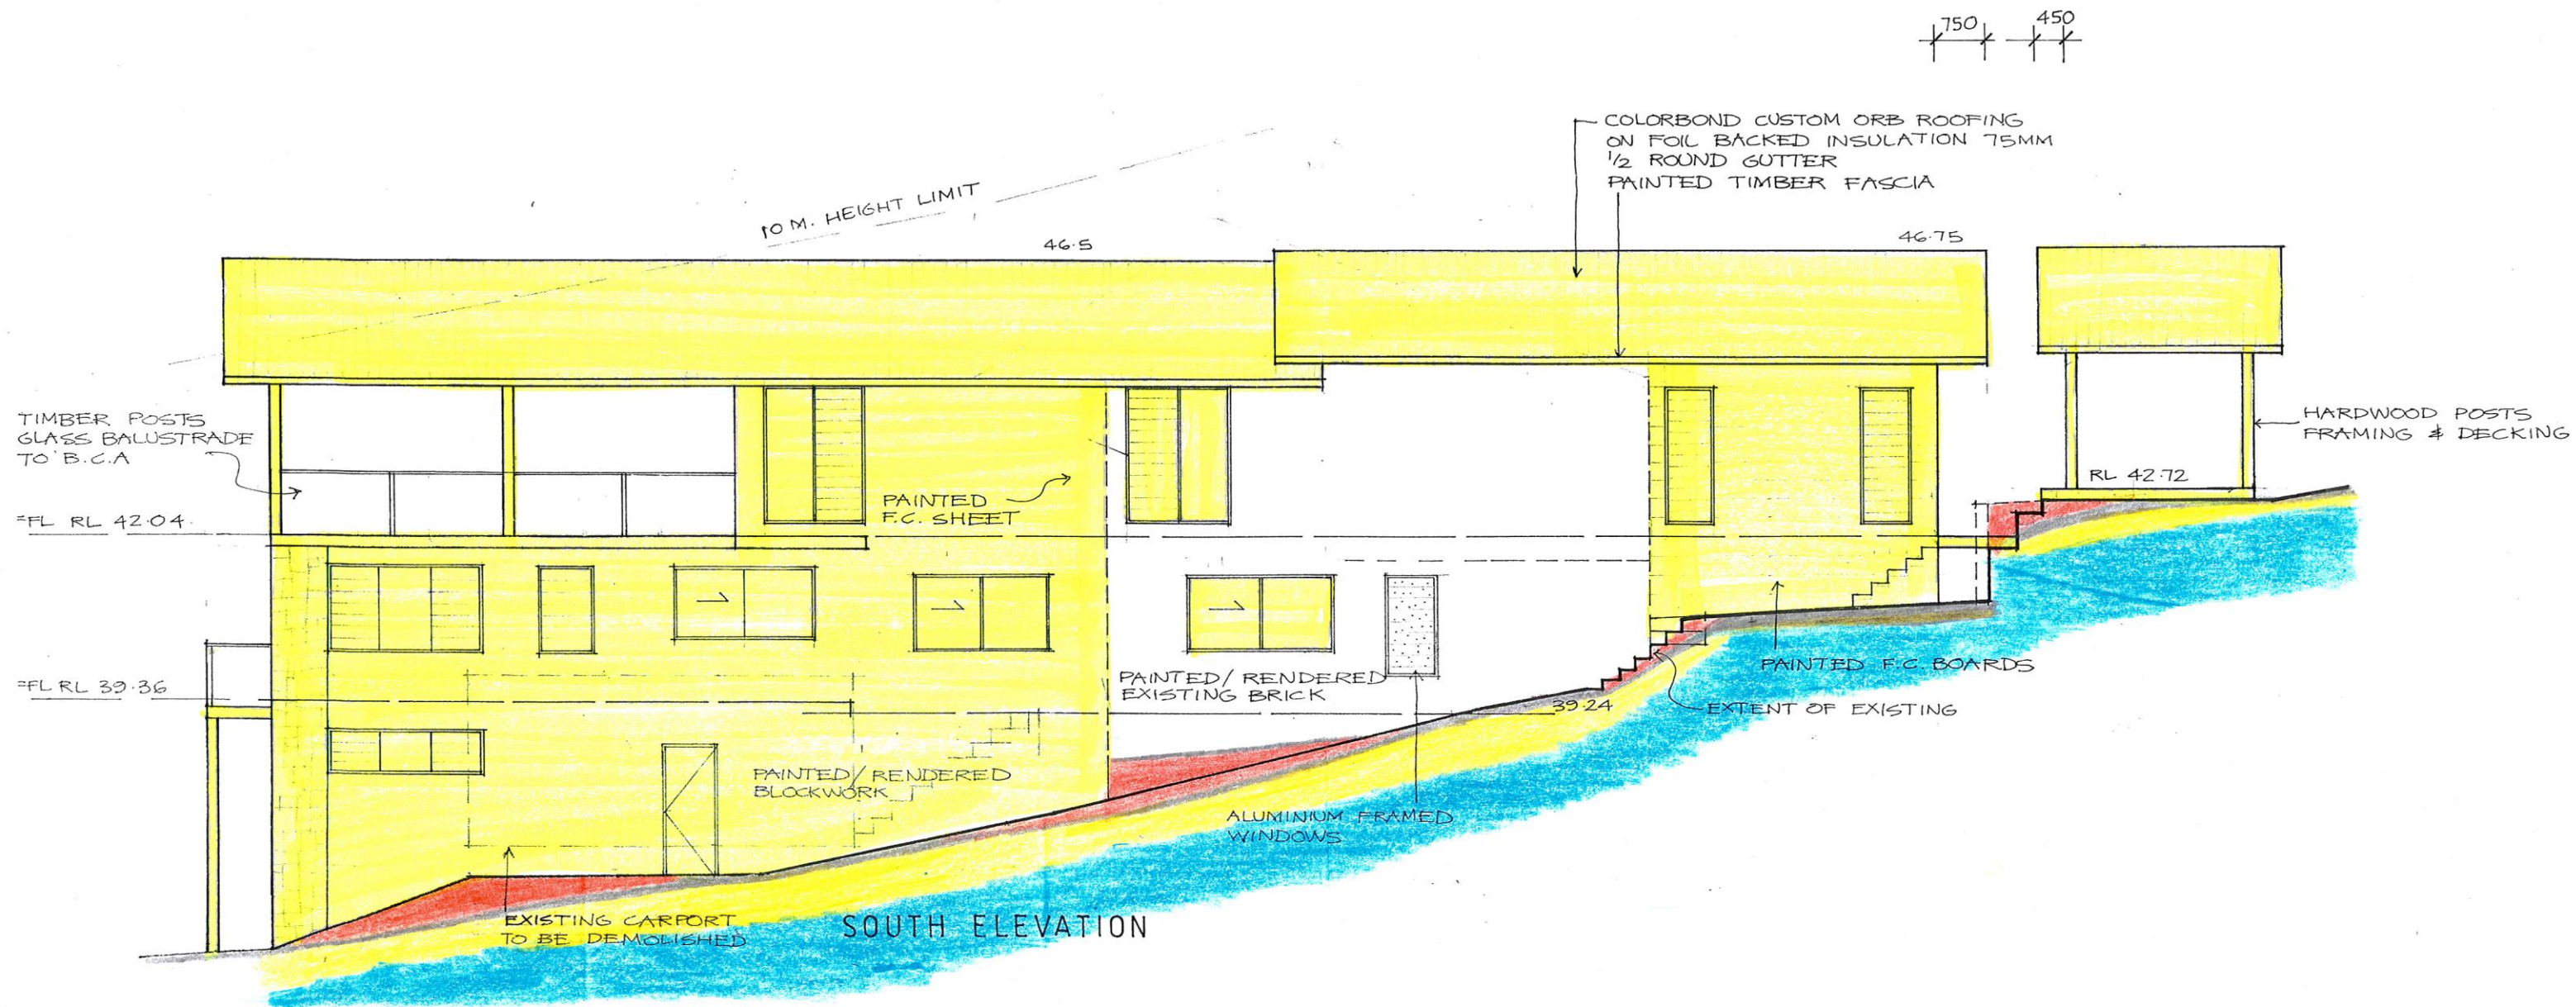 750
450
COLORBOND CUSTOM ORB ROOFING
ON FOIL BACKED INSULATION 75MM
1/2 ROUND GUTTER
PAINTED TIMBER FASCIA
10 M. HEIGHT LIMIT
46.5
46.75
TIMBER POSTS
GLASS BALUSTRADE
TO B.C.A
HARDWOOD POSTS
FRAMING & DECKING
RL 42.72
PAINTED
F.C. SHEET
FL RL 42.04
FL RL 39.36
PAINTED/RENDERED
EXISTING BRICK
PAINTED F.C. BOARDS
39.24
EXTENT OF EXISTING
PAINTED/RENDERED
BLOCKWORK
ALUMINIUM FRAMED
WINDOWS
EXISTING CARPORT
TO BE DEMOLISHED
SOUTH ELEVATION